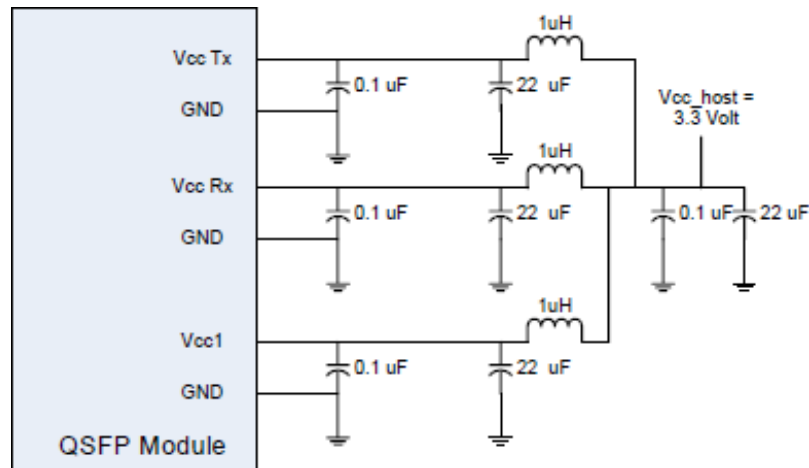 1uH
Vcc Tx
0.1 uF
22 uF
GND
Vcc_host =
3.3 Volt
1uH
Vcc Rx
0.1 uF
22 uF
0.1 uF
22 uF
GND
1uH
Vcc1
0.1 uF
22 uF
GND
QSFP Module